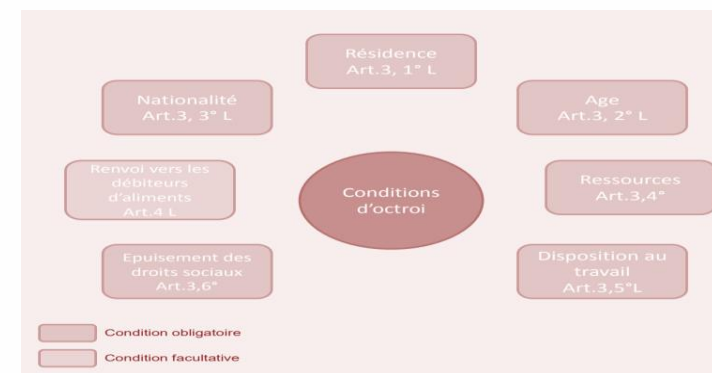 Résidence
Art.3, 1° L
Nationalité
Art.3, 3° L
Age
Art.3, 2° L
Renvoi vers les
débiteurs
d'aliments
Art.4 L
Conditions
d'octroi
Ressources
Art.3,4°
Epuisement des
droits sociaux
Art.3,6°
Disposition au
travail
Art.3,5°L
Condition obligatoire
Condition facultative